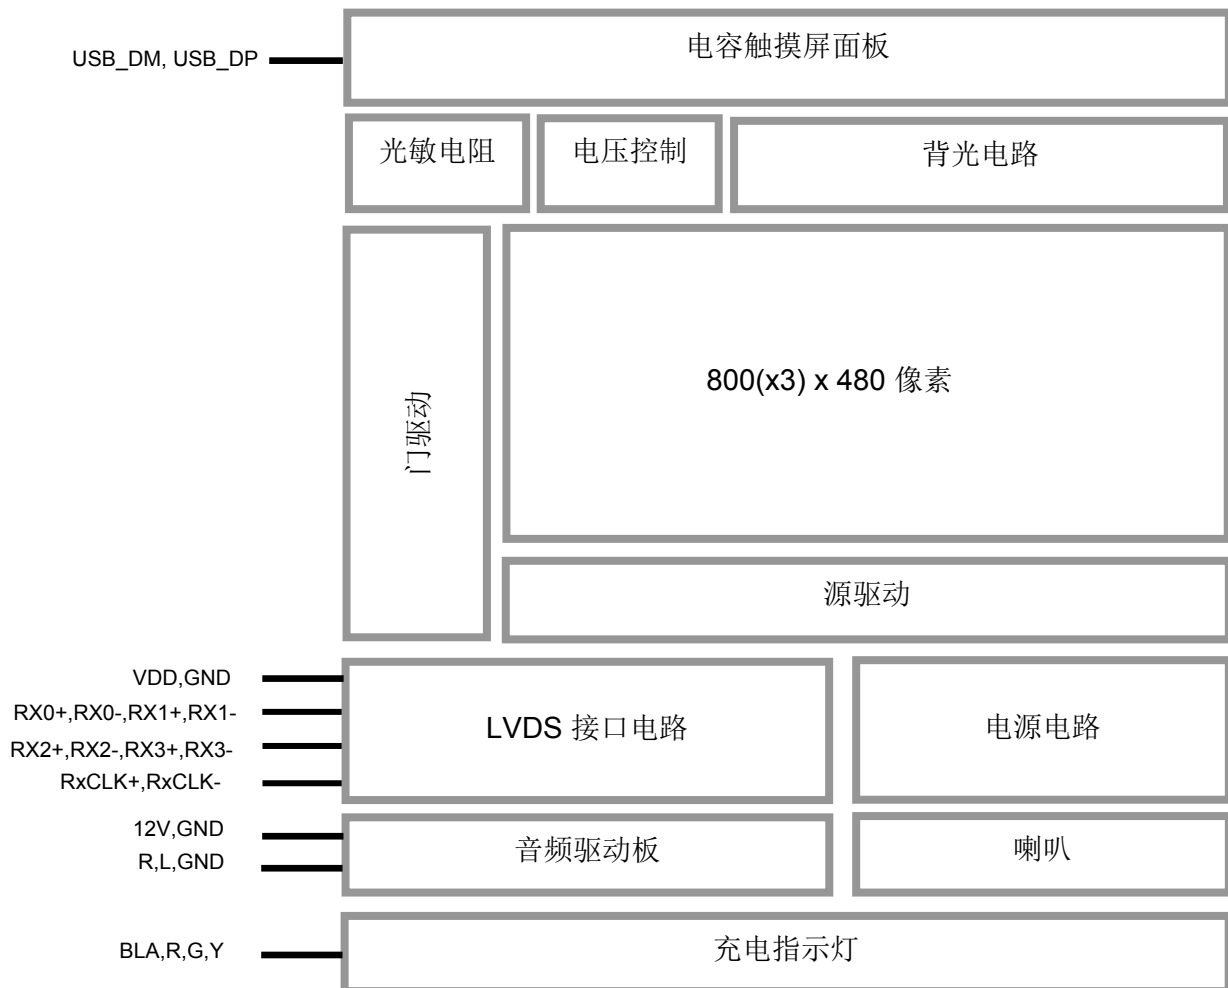 电容触摸屏面板
USB_DM, USB_DP
光敏电阻
电压控制
背光电路
门驱动
800(x3) x 480 像素
源驱动
VDD,GND
RX0+,RX0-,RX1+,RX1-
RX2+,RX2-,RX3+,RX3-
RxCLK+,RxCLK-
LVDS 接口电路
电源电路
12V,GND
R,L,GND
音频驱动板
喇叭
BLA,R,G,Y
充电指示灯